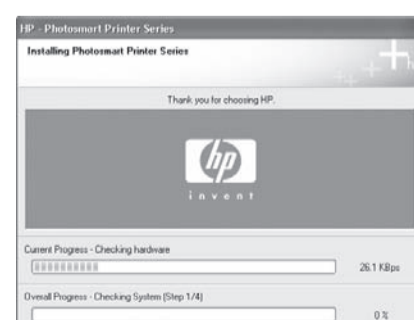 HP - Photosmart Printer Series
Installing Photosmart Printer Series
Thank you for choosing HP.
hp
invent
Current Progress - Checking hardware
26.1 KBps
Overall Progress - Checking System (Step 1/4)
0 %